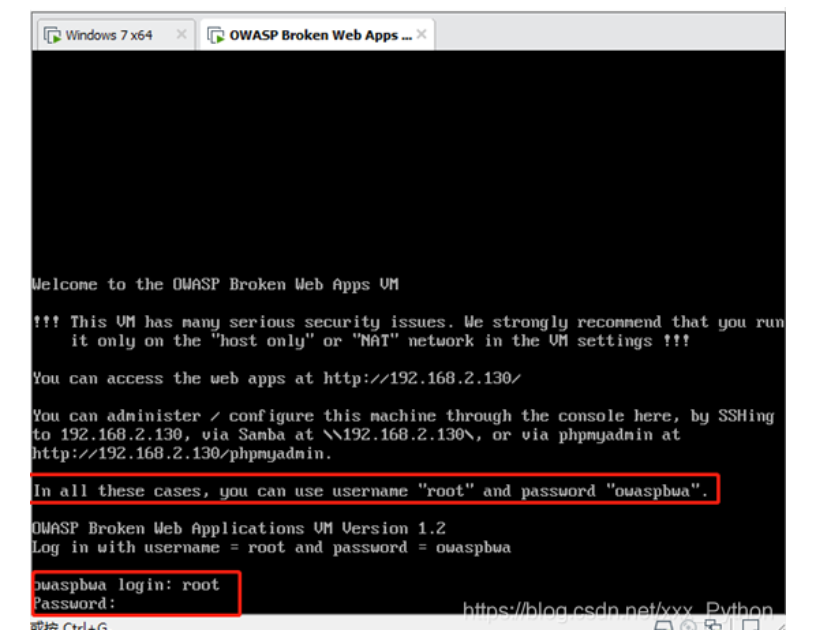 Windows 7 x64 × OWASP Broken Web Apps ... ×
Welcome to the OWASP Broken Web Apps VM
!!! This VM has many serious security issues. We strongly recommend that you run
it only on the "host only" or "NAT" network in the VM settings !!!
You can access the web apps at http://192.168.2.130/
You can administer / configure this machine through the console here, by SSHing
to 192.168.2.130, via Samba at \\192.168.2.130\, or via phpmyadmin at
http://192.168.2.130/phpmyadmin.
In all these cases, you can use username "root" and password "owaspbwa".
OWASP Broken Web Applications VM Version 1.2
Log in with username = root and password = owaspbwa
owaspbwa login: root
Password:
https://blog.csdn.net/xxx_Python
或按 Ctrl+G